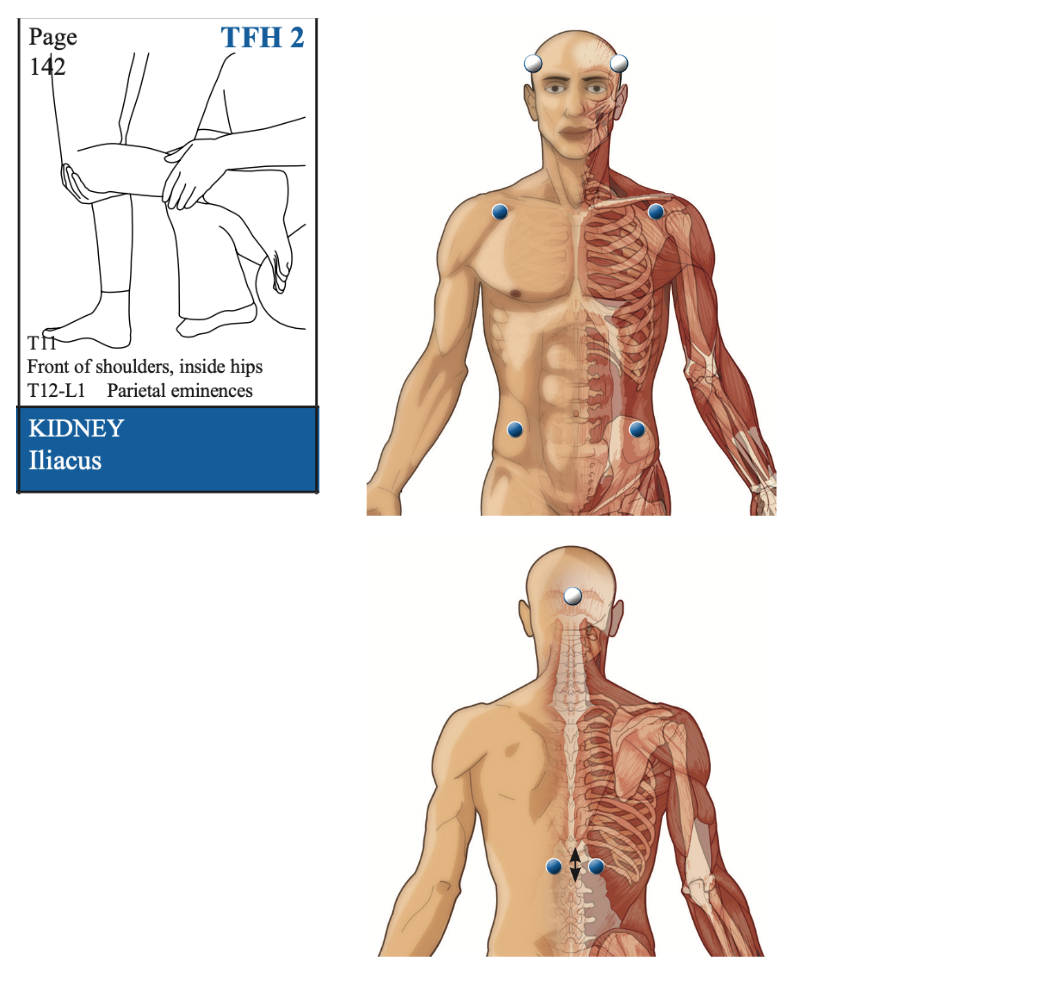 Page
TFH 2
142
T11
Front of shoulders, inside hips
T12-L1 Parietal eminences
KIDNEY
Iliacus